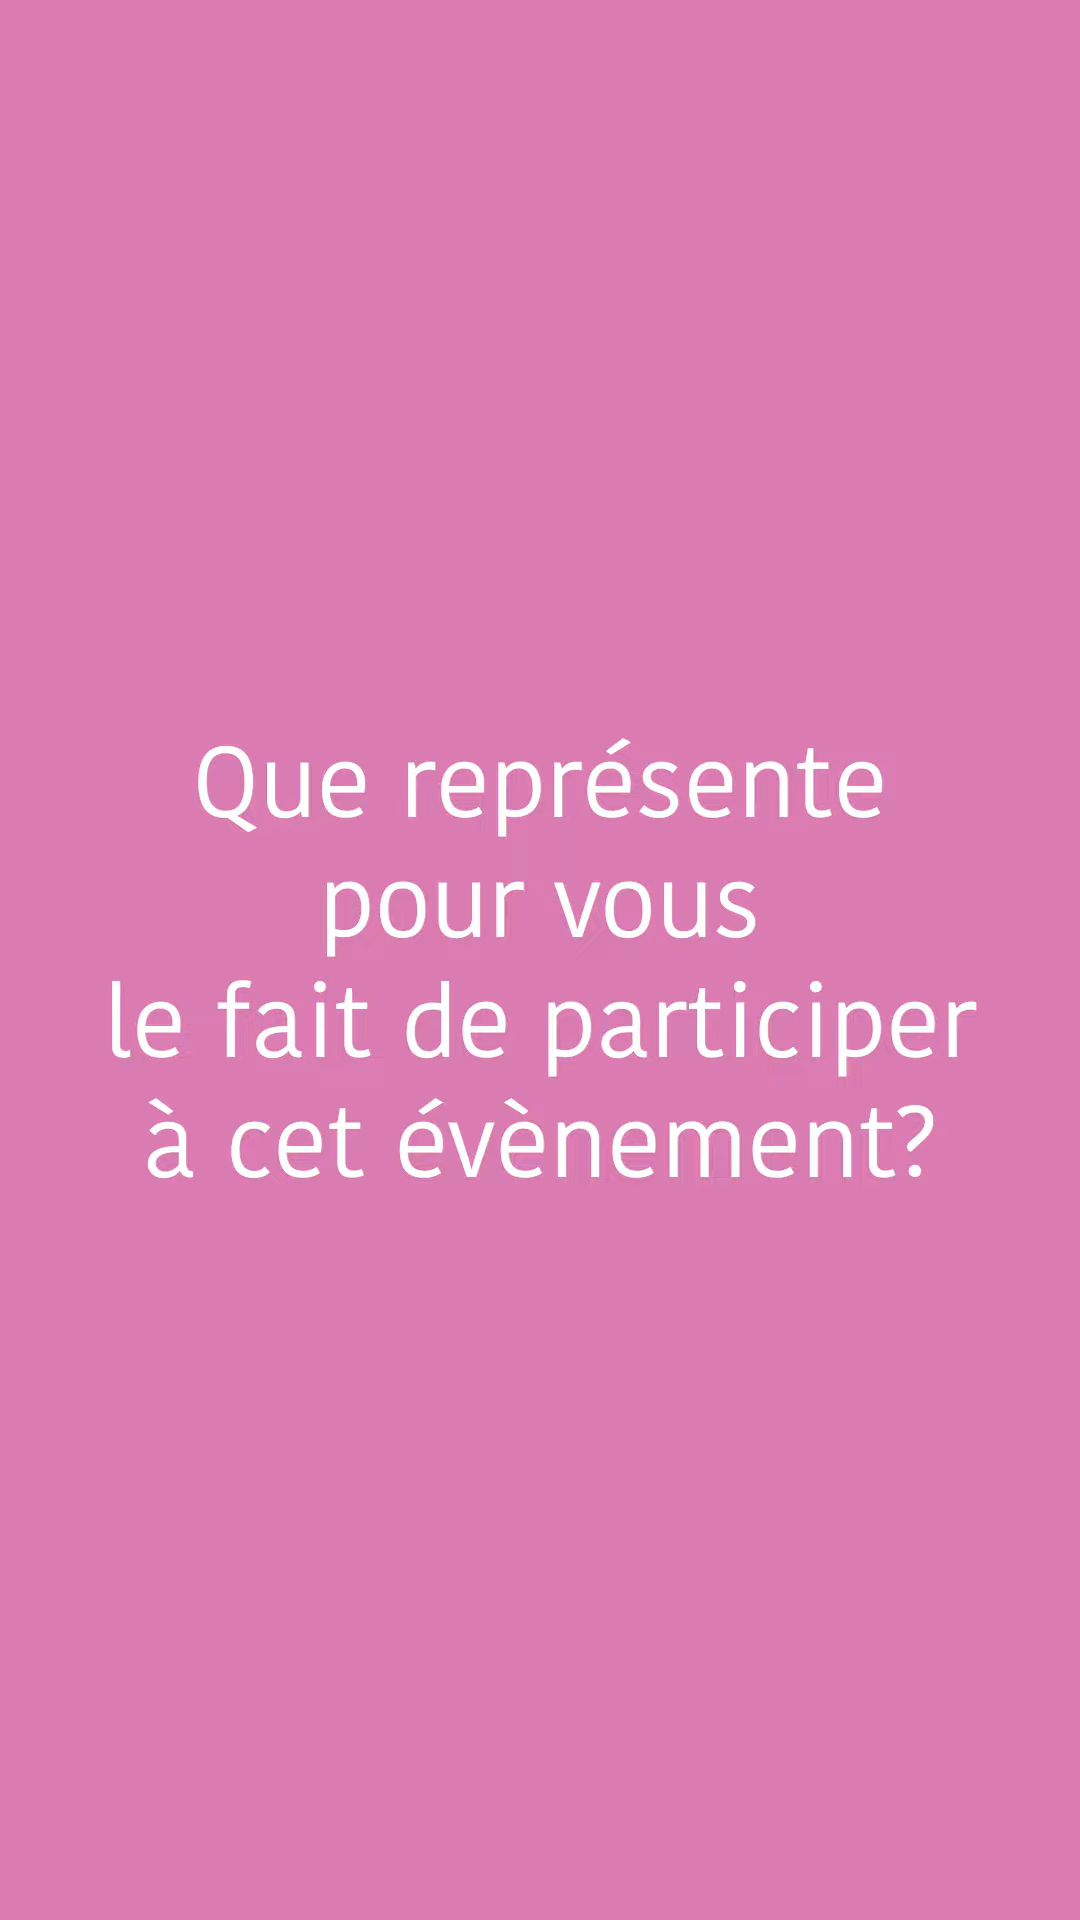 Que représente
pour vous
le fait de participer
à cet évènement?